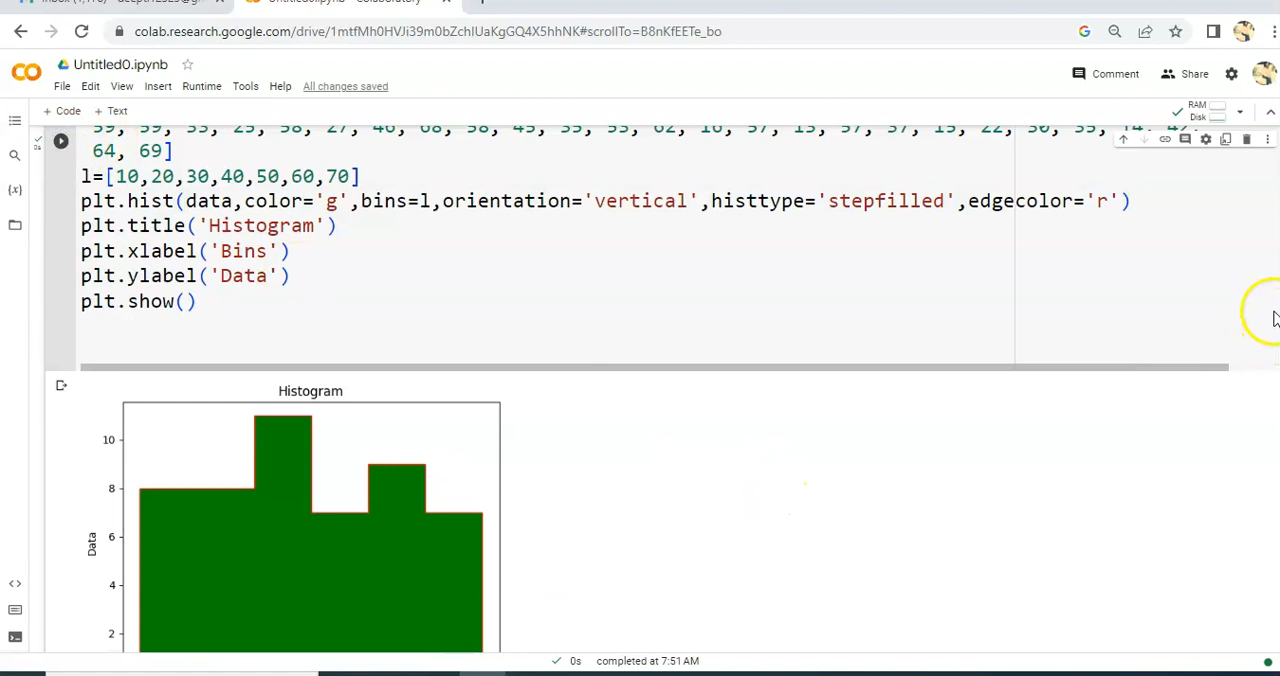 colab.research.google.com/drive/1mtfMh0HVJi39m0bZchIUaKgGQ4X5hhNK#scrollTo=B8nKfEETe_bo
Untitled0.ipynb
Comment
Share
File Edit View Insert Runtime Tools Help All changes saved
+ Code + Text
RAM
Disk
64, 69]
l=[10,20,30,40,50,60,70]
plt.hist(data,color='g',bins=l,orientation='vertical',histtype='stepfilled',edgecolor='r')
plt.title('Histogram')
plt.xlabel('Bins')
plt.ylabel('Data')
plt.show()
Histogram
10
8
6
4
2
Data
0s completed at 7:51 AM